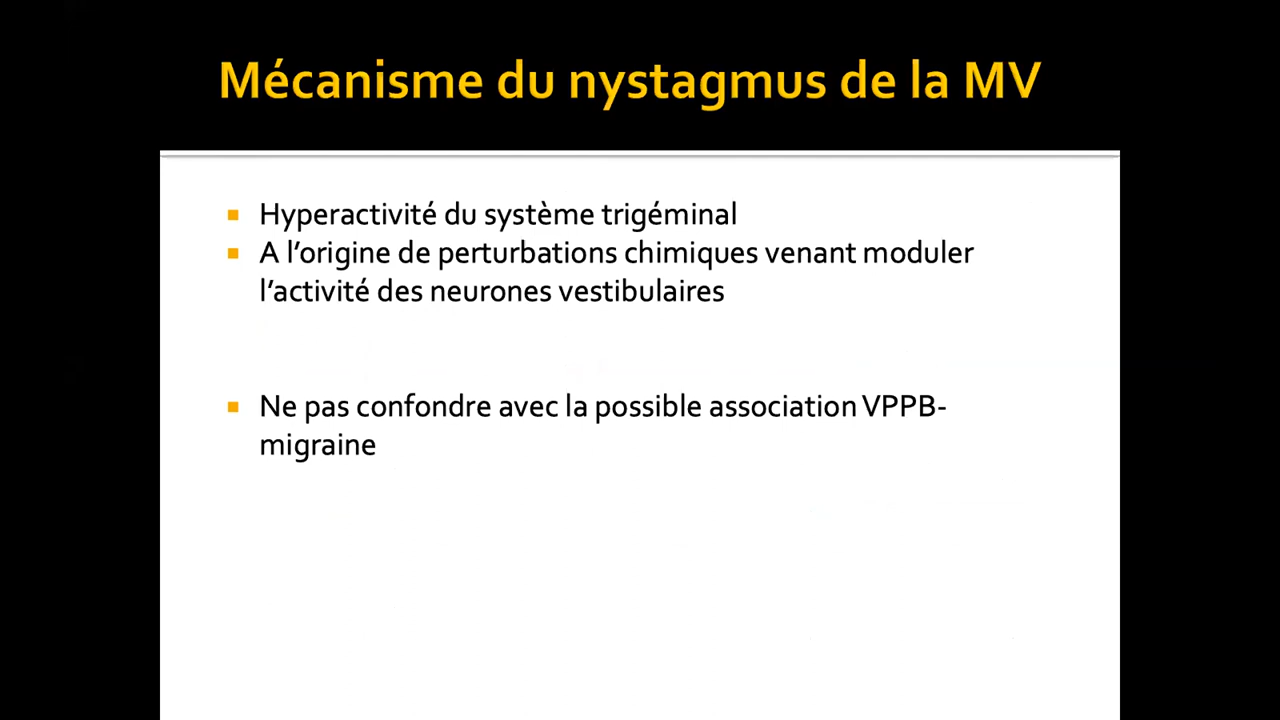 Mécanisme du nystagmus de la MV
Hyperactivité du système trigéminal
A l’origine de perturbations chimiques venant moduler
l’activité des neurones vestibulaires
Ne pas confondre avec la possible association VPPB-
migraine